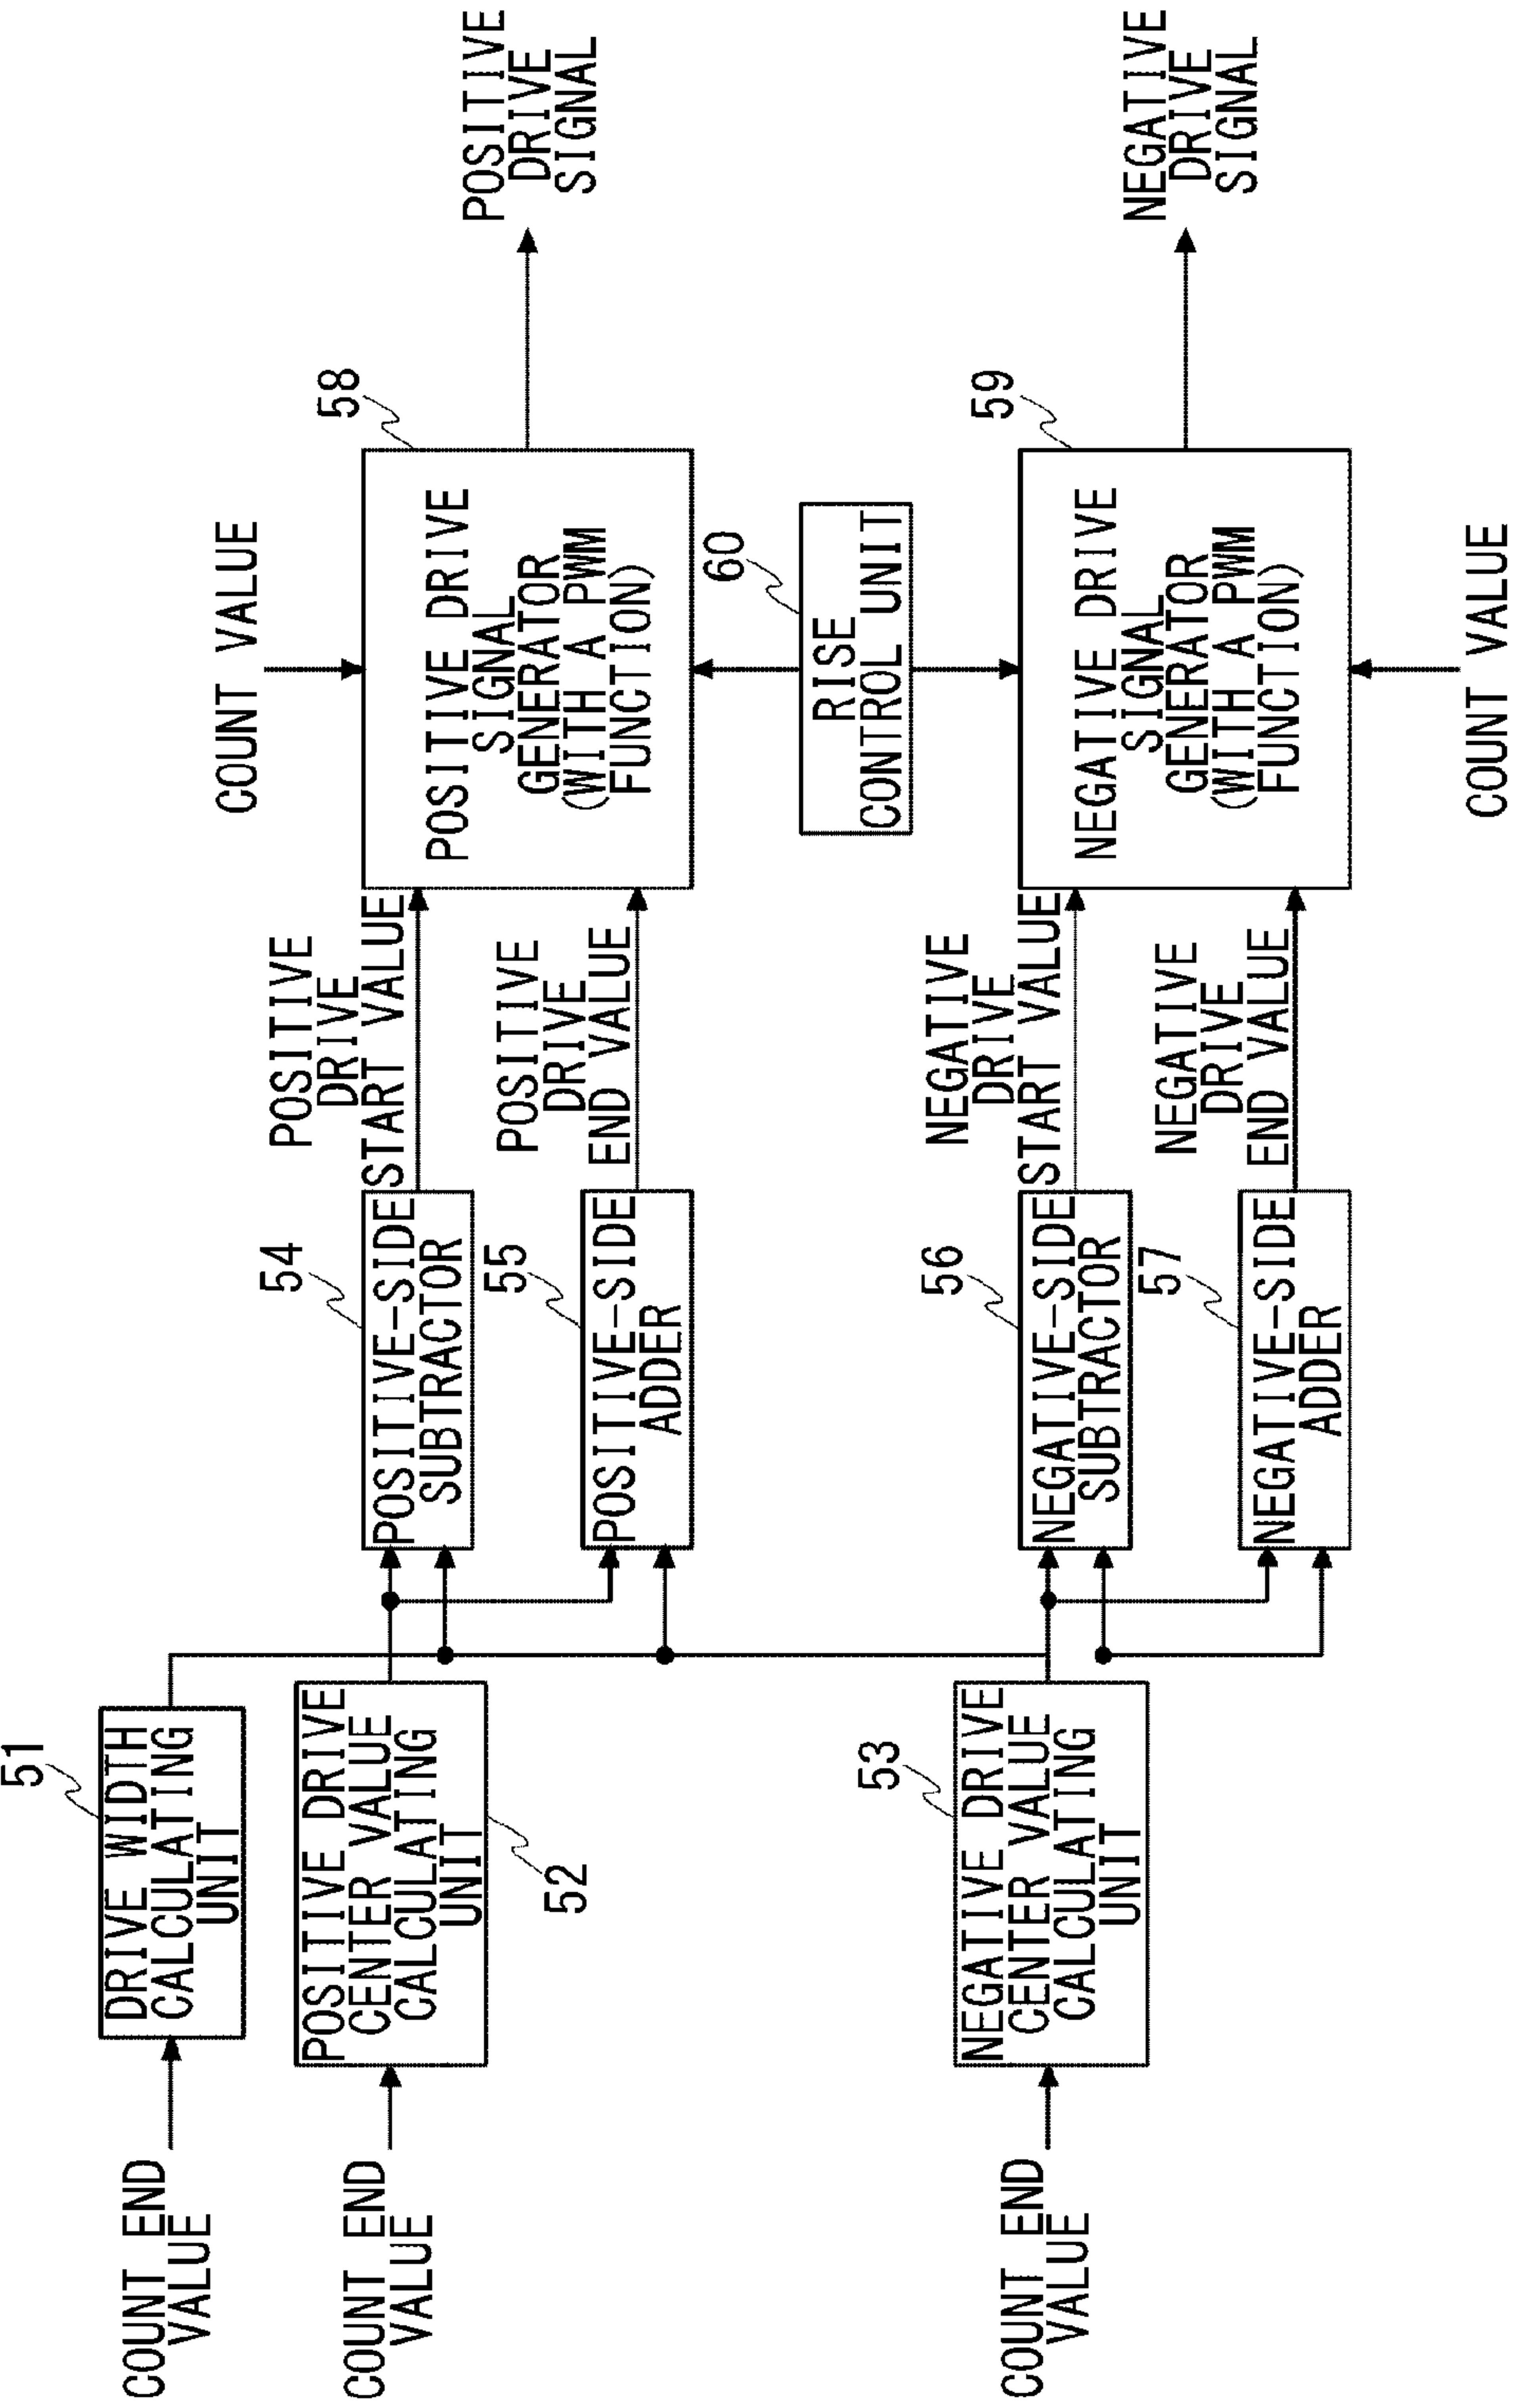 COUNT END
VALUE
51
DRIVE WIDTH
CALCULATING
UNIT
COUNT END
VALUE
POSITIVE DRIVE
CENTER VALUE
CALCULATING
UNIT
52
54
POSITIVE-SIDE
SUBTRACTOR
POSITIVE
DRIVE
START VALUE
55
POSITIVE-SIDE
ADDER
POSITIVE
DRIVE
END VALUE
COUNT VALUE
58
POSITIVE DRIVE
SIGNAL
GENERATOR
(WITH A PWM
FUNCTION)
POSITIVE
DRIVE
SIGNAL
60
RISE
CONTROL UNIT
COUNT END
VALUE
53
NEGATIVE DRIVE
CENTER VALUE
CALCULATING
UNIT
56
NEGATIVE-SIDE
SUBTRACTOR
NEGATIVE
DRIVE
START VALUE
57
NEGATIVE-SIDE
ADDER
NEGATIVE
DRIVE
END VALUE
59
NEGATIVE DRIVE
SIGNAL
GENERATOR
(WITH A PWM
FUNCTION)
NEGATIVE
DRIVE
SIGNAL
COUNT VALUE